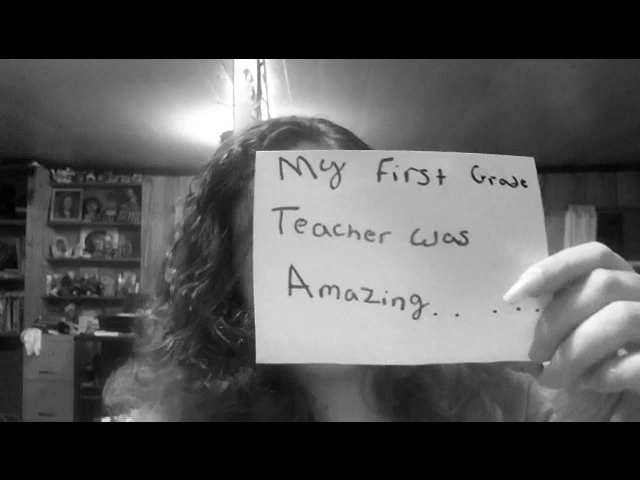 My First Grade
Teacher was
Amazing. . . ...